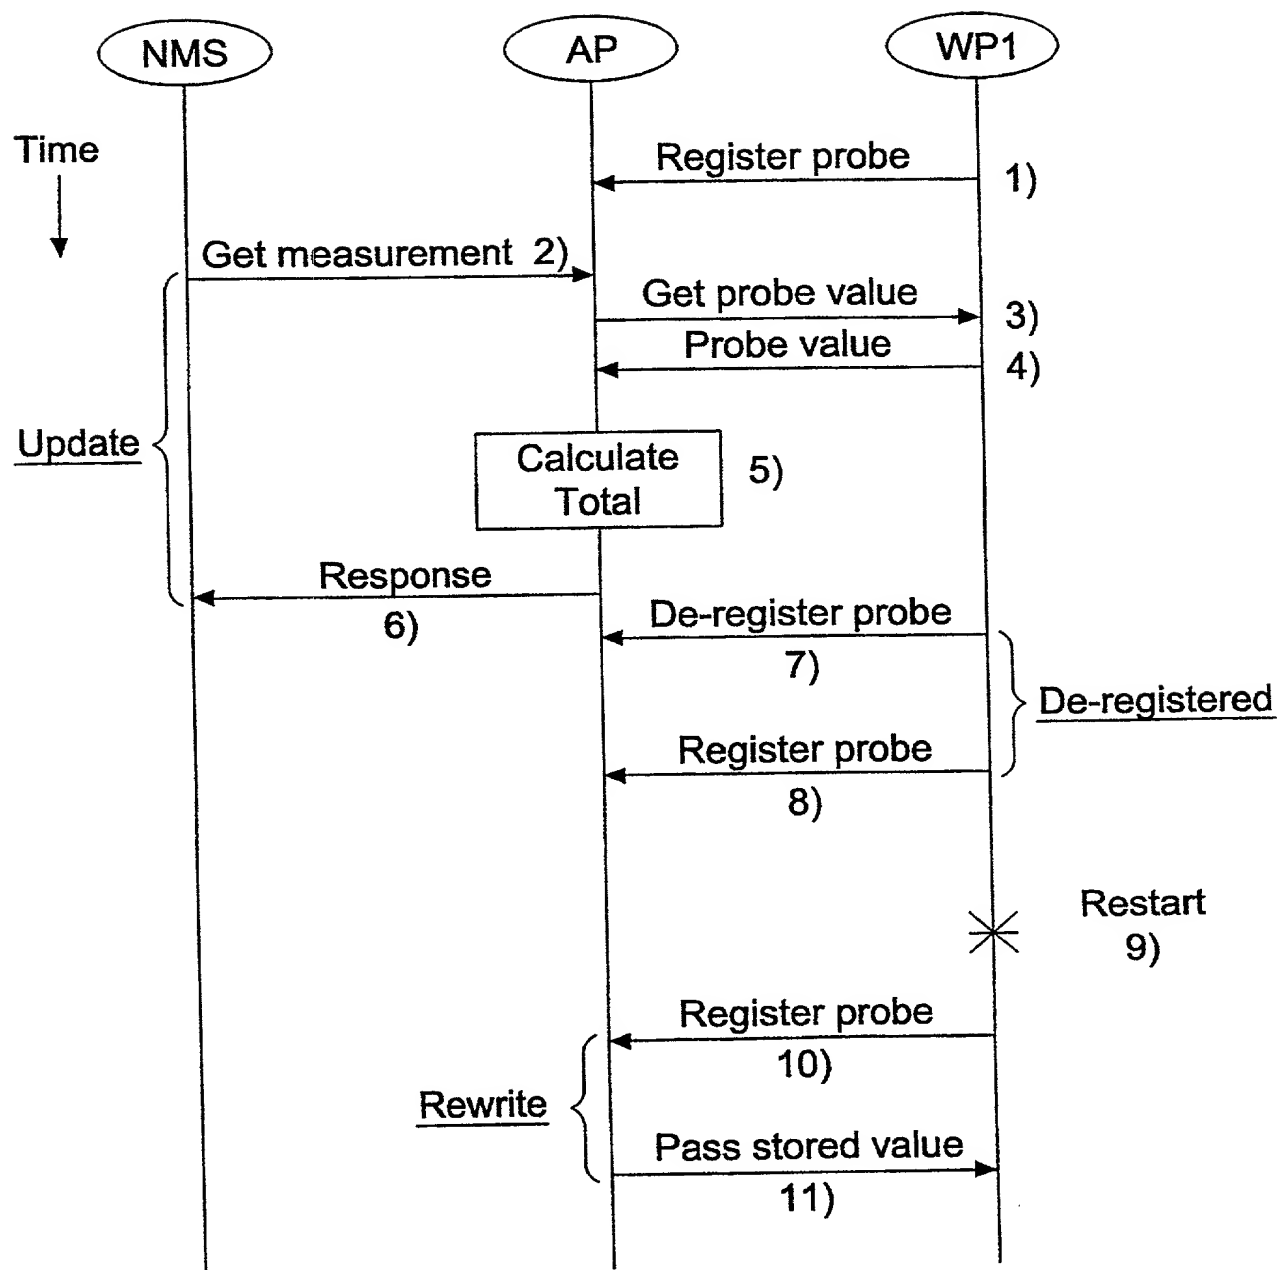 NMS
AP
WP1
Time
Register probe
1)
Get measurement 2)
Get probe value
3)
Probe value
4)
Update
Calculate
Total
5)
Response
6)
De-register probe
7)
De-registered
Register probe
8)
Restart
9)
Register probe
10)
Rewrite
Pass stored value
11)